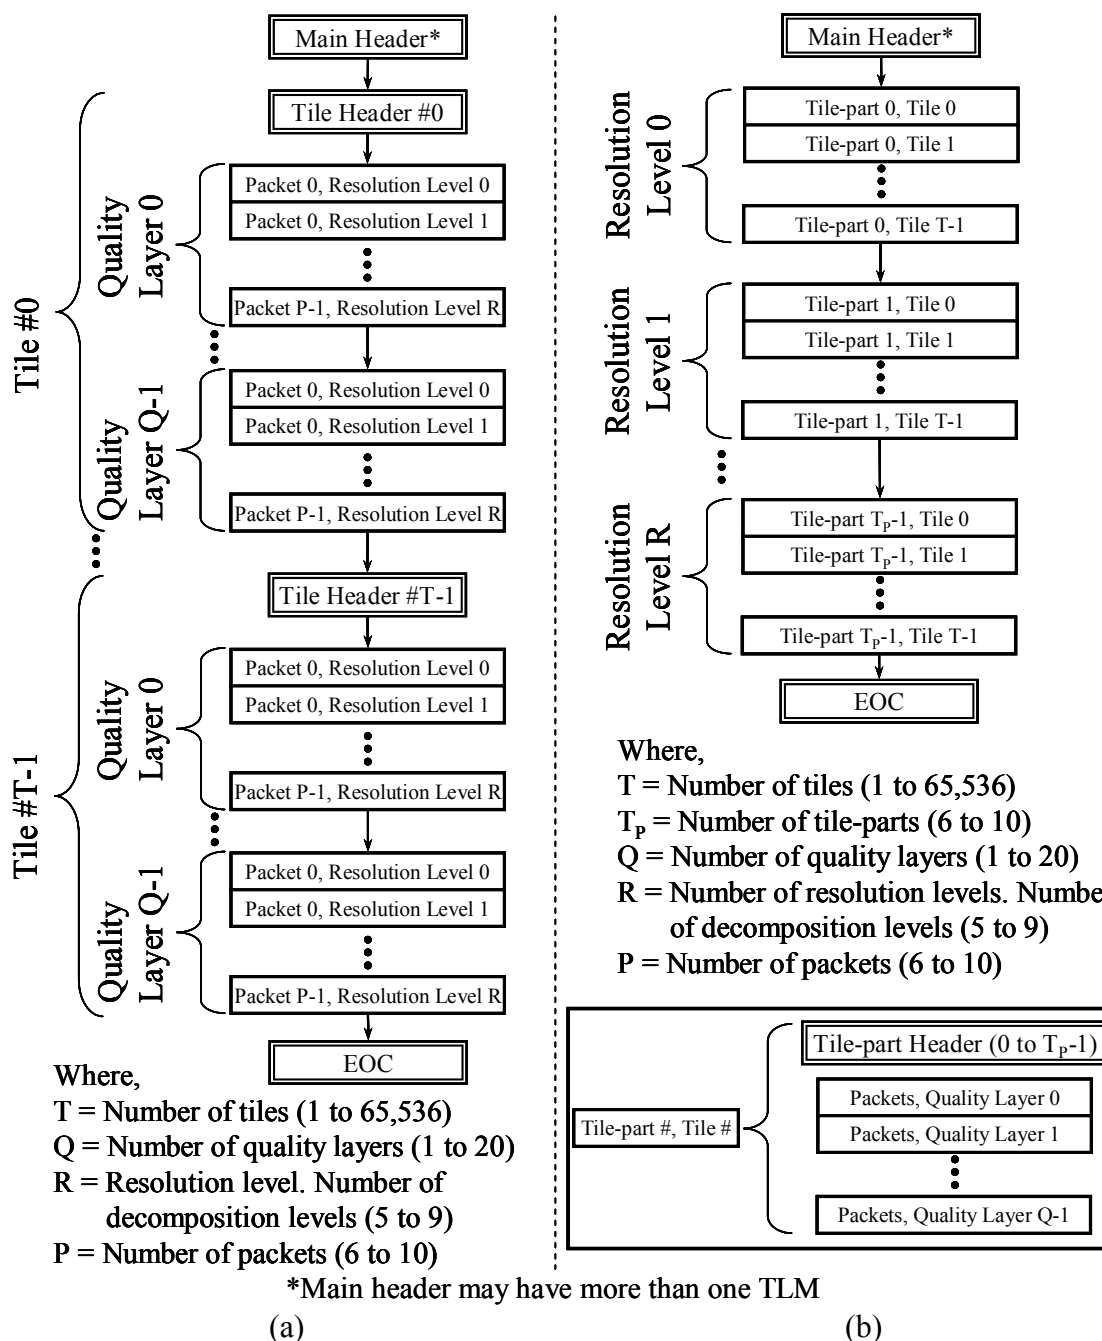 Main Header*
Tile Header #0
Tile #0
Quality
Layer 0
Packet 0, Resolution Level 0
Packet 0, Resolution Level 1
Packet P-1, Resolution Level R
Quality
Layer Q-1
Packet 0, Resolution Level 0
Packet 0, Resolution Level 1
Packet P-1, Resolution Level R
Tile Header #T-1
Tile #T-1
Quality
Layer 0
Packet 0, Resolution Level 0
Packet 0, Resolution Level 1
Packet P-1, Resolution Level R
Quality
Layer Q-1
Packet 0, Resolution Level 0
Packet 0, Resolution Level 1
Packet P-1, Resolution Level R
EOC
Where,
T = Number of tiles (1 to 65,536)
Q = Number of quality layers (1 to 20)
R = Resolution level. Number of
decomposition levels (5 to 9)
P = Number of packets (6 to 10)
Main Header*
Resolution
Level 0
Tile-part 0, Tile 0
Tile-part 0, Tile 1
Tile-part 0, Tile T-1
Resolution
Level 1
Tile-part 1, Tile 0
Tile-part 1, Tile 1
Tile-part 1, Tile T-1
Resolution
Level R
Tile-part TP-1, Tile 0
Tile-part TP-1, Tile 1
Tile-part TP-1, Tile T-1
EOC
Where,
T = Number of tiles (1 to 65,536)
TP = Number of tile-parts (6 to 10)
Q = Number of quality layers (1 to 20)
R = Number of resolution levels. Numbe
of decomposition levels (5 to 9)
P = Number of packets (6 to 10)
Tile-part #, Tile #
Tile-part Header (0 to TP-1)
Packets, Quality Layer 0
Packets, Quality Layer 1
Packets, Quality Layer Q-1
*Main header may have more than one TLM
(a)
(b)